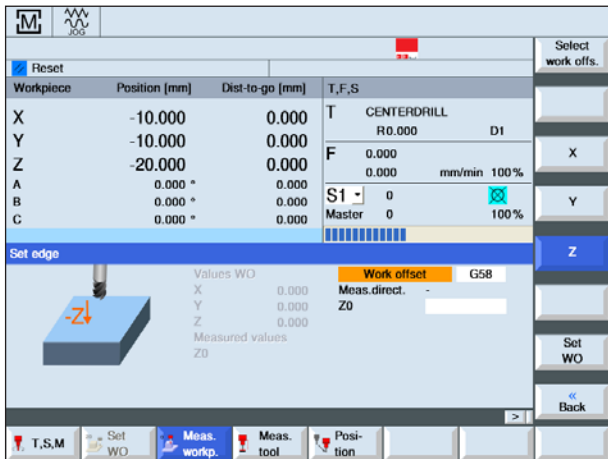 M JOG
Select work offs.
Reset
Workpiece Position [mm] Dist-to-go [mm] T,F,S
X -10.000 0.000
Y -10.000 0.000
Z -20.000 0.000
A 0.000 ° 0.000
B 0.000 ° 0.000
C 0.000 ° 0.000
T CENTERDRILL
R0.000 D1
F 0.000
0.000 mm/min 100%
S1 0
Master 0 100%
X
Y
Z
Set edge
-Z
Values WO
X 0.000
Y 0.000
Z 0.000
Measured values
Z0
Work offset G58
Meas.direct. -
Z0
Set WO
«
Back
>
T,S,M
Set WO
Meas. workp.
Meas. tool
Posi-
tion